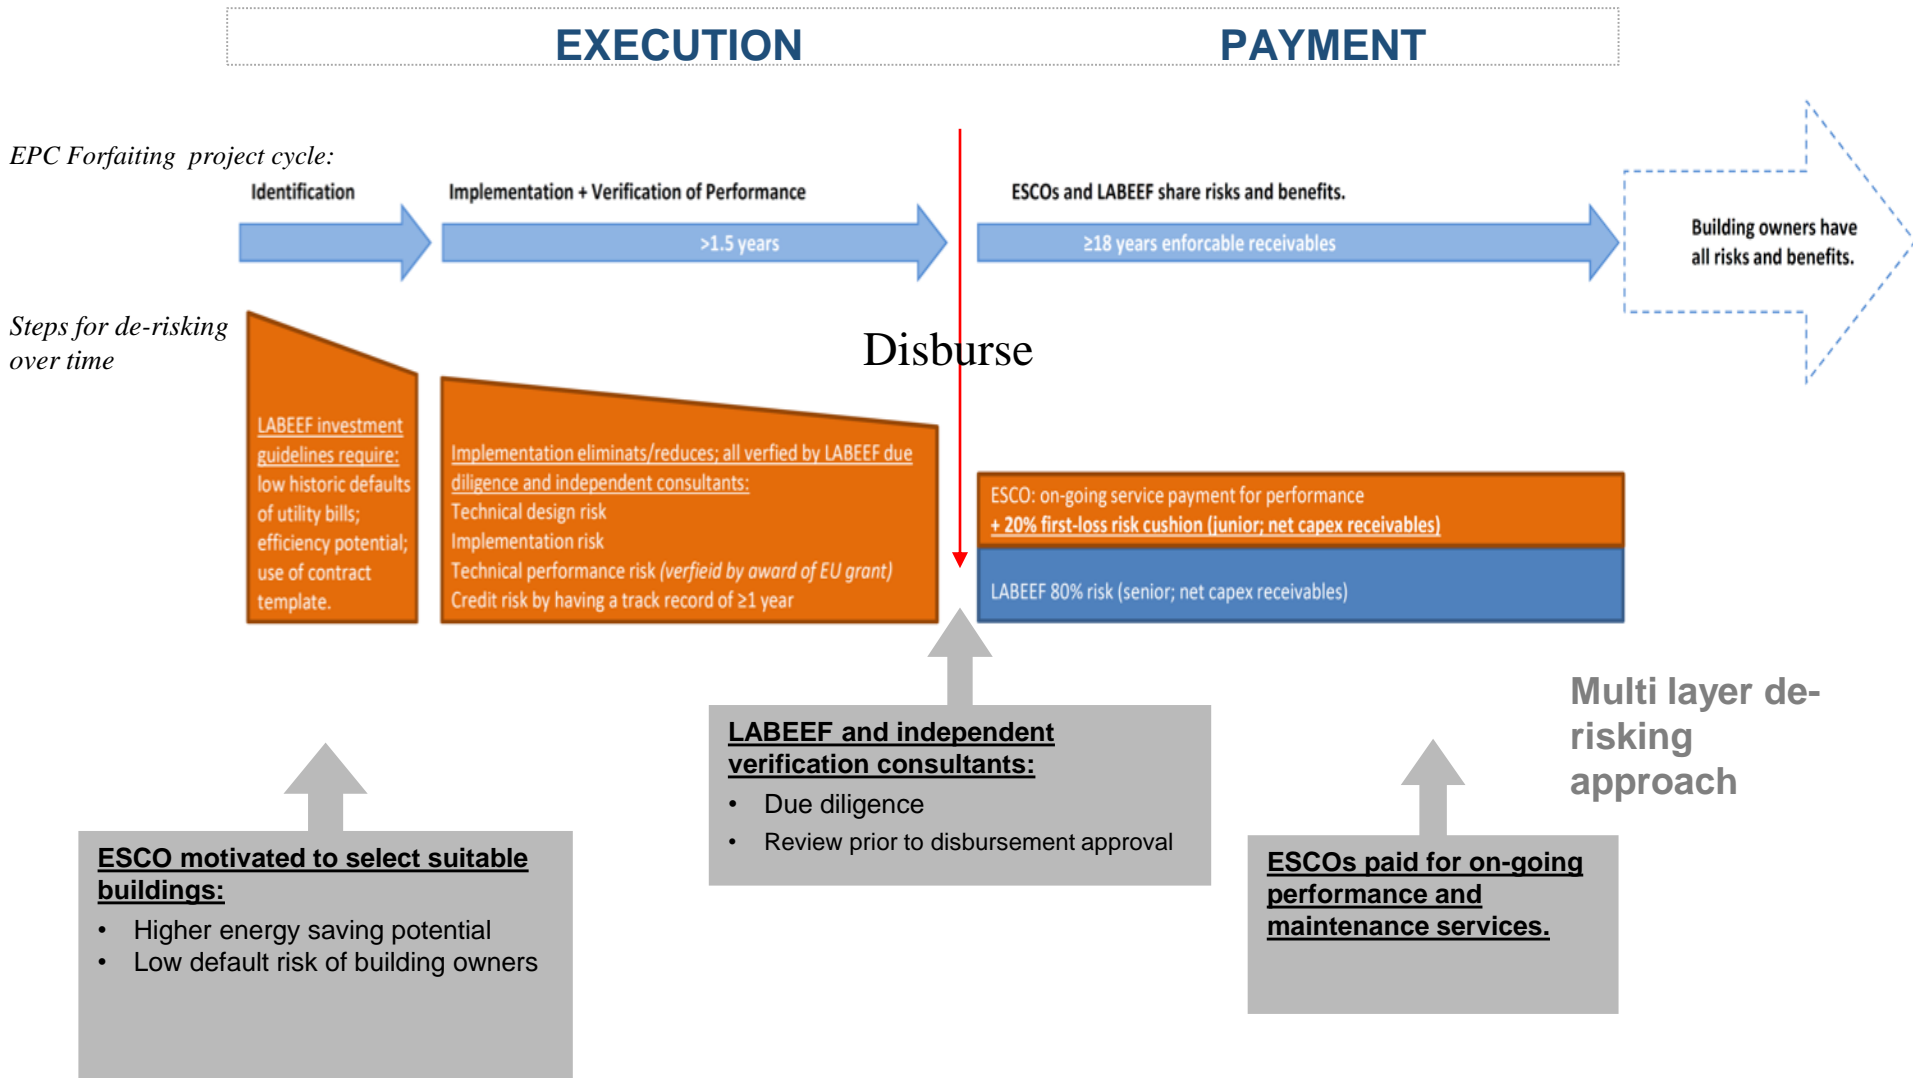 EXECUTION
PAYMENT
EPC Forfaiting  project cycle:
Identification
Implementation + Verification of Performance
ESCOs and LABEEF share risks and benefits.
>1.5 years
≥18 years enforcable receivables
Building owners have
all risks and benefits.
Steps for de-risking
over time
Disburse
LABEEF investment
guidelines require:
low historic defaults
of utility bills;
efficiency potential;
use of contract
template.
Implementation eliminats/reduces; all verfied by LABEEF due
diligence and independent consultants:
Technical design risk
Implementation risk
Technical performance risk (verfieid by award of EU grant)
Credit risk by having a track record of ≥1 year
ESCO: on-going service payment for performance
+ 20% first-loss risk cushion (junior; net capex receivables)
LABEEF 80% risk (senior; net capex receivables)
ESCO motivated to select suitable
buildings:
• Higher energy saving potential
• Low default risk of building owners
LABEEF and independent
verification consultants:
• Due diligence
• Review prior to disbursement approval
ESCOs paid for on-going
performance and
maintenance services.
Multi layer de-
risking
approach